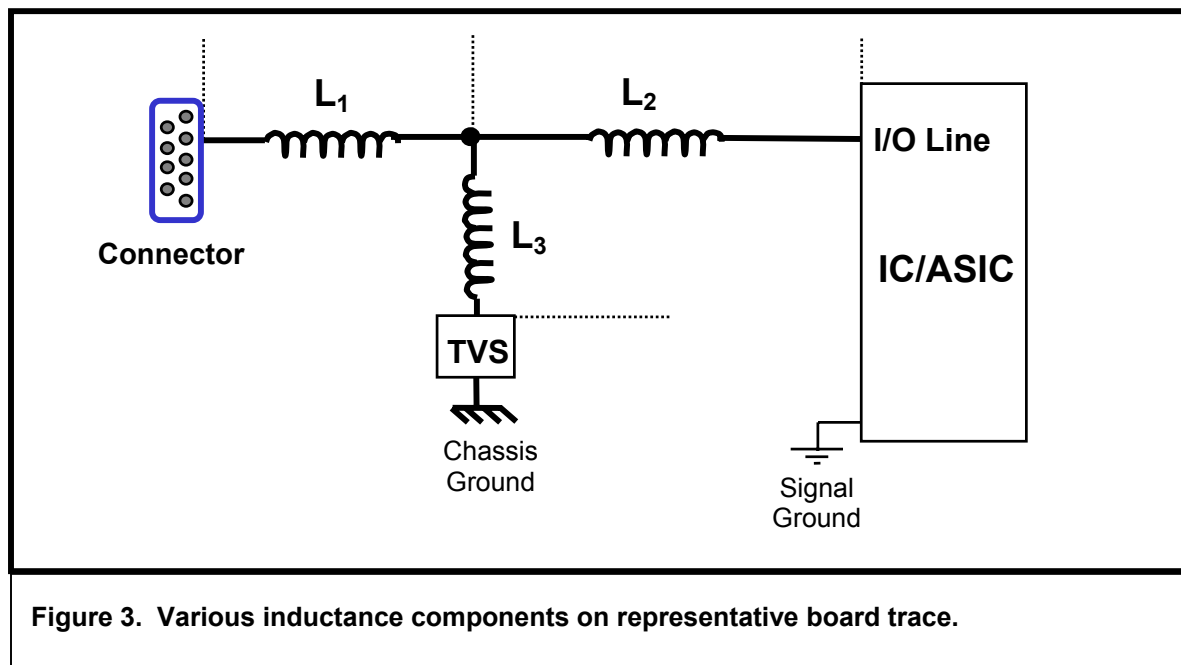 L₁
L₂
I/O Line
Connector
L₃
IC/ASIC
TVS
Chassis
Ground
Signal
Ground
Figure 3. Various inductance components on representative board trace.